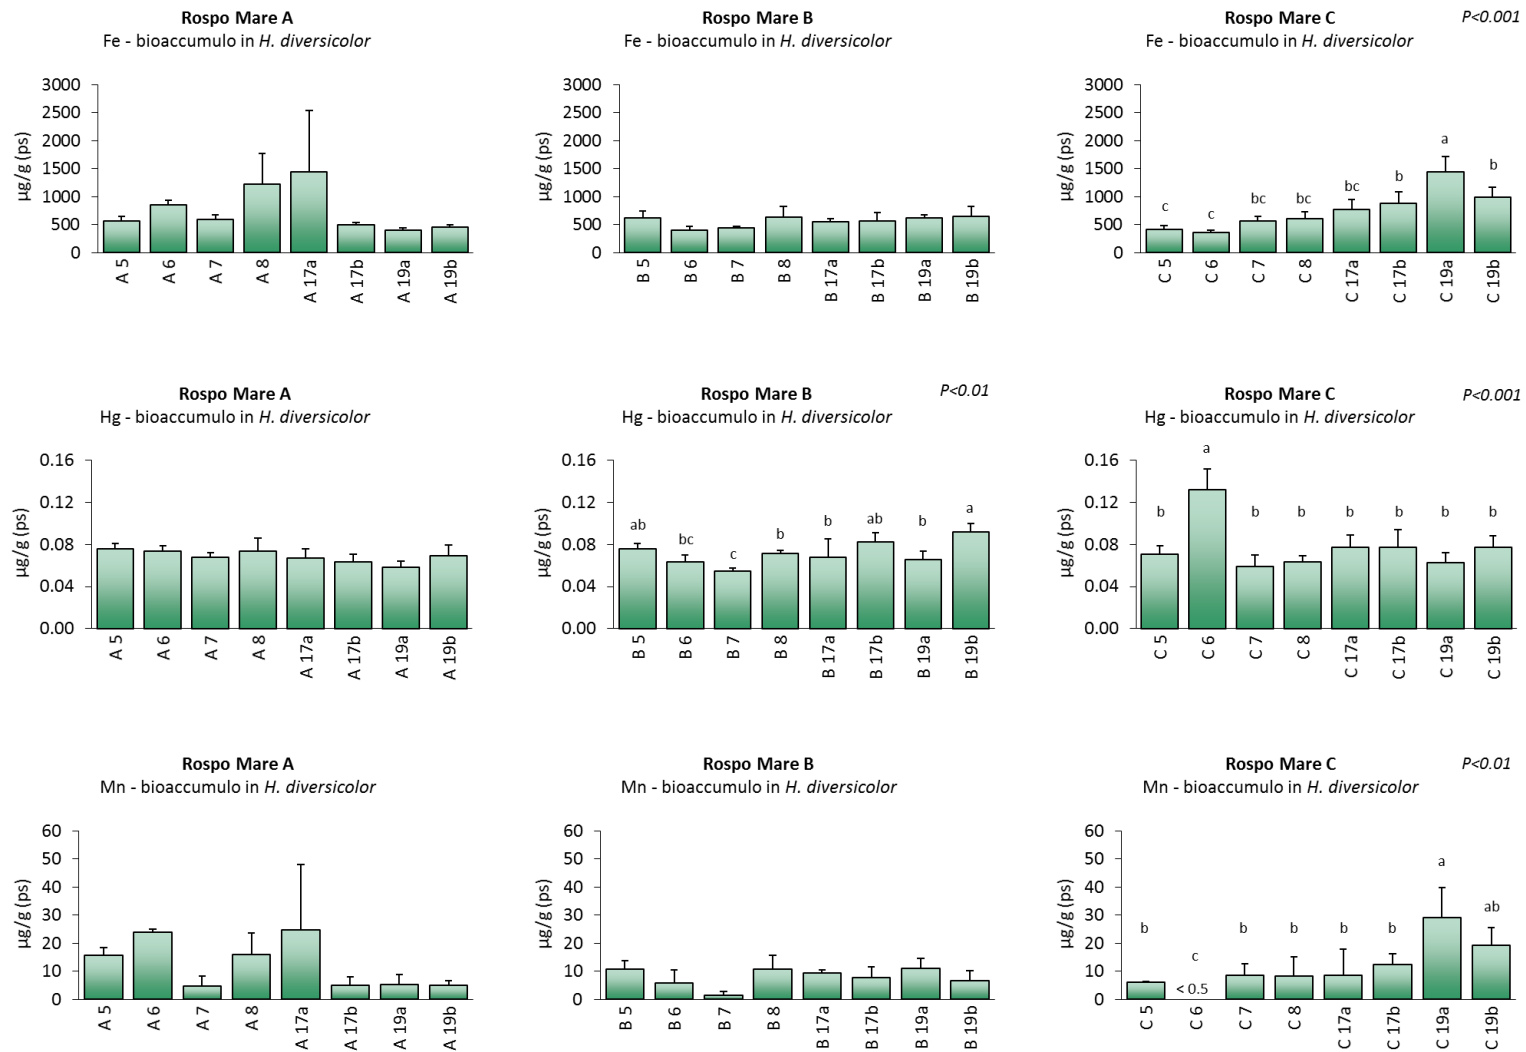 Rospo Mare A
Fe - bioaccumulo in H. diversicolor
µg/g (ps)
3000
2500
2000
1500
1000
500
0
A 5
A 6
A 7
A 8
A 17a
A 17b
A 19a
A 19b
Rospo Mare B
Fe - bioaccumulo in H. diversicolor
µg/g (ps)
3000
2500
2000
1500
1000
500
0
B 5
B 6
B 7
B 8
B 17a
B 17b
B 19a
B 19b
Rospo Mare C
P<0.001
Fe - bioaccumulo in H. diversicolor
µg/g (ps)
3000
2500
2000
1500
1000
500
0
c
c
bc
bc
bc
b
a
b
C 5
C 6
C 7
C 8
C 17a
C 17b
C 19a
C 19b
Rospo Mare A
Hg - bioaccumulo in H. diversicolor
µg/g (ps)
0.16
0.12
0.08
0.04
0.00
A 5
A 6
A 7
A 8
A 17a
A 17b
A 19a
A 19b
Rospo Mare B
P<0.01
Hg - bioaccumulo in H. diversicolor
µg/g (ps)
0.16
0.12
0.08
0.04
0.00
ab
bc
c
b
b
ab
b
a
B 5
B 6
B 7
B 8
B 17a
B 17b
B 19a
B 19b
Rospo Mare C
P<0.001
Hg - bioaccumulo in H. diversicolor
µg/g (ps)
0.16
0.12
0.08
0.04
0.00
b
a
b
b
b
b
b
b
C 5
C 6
C 7
C 8
C 17a
C 17b
C 19a
C 19b
Rospo Mare A
Mn - bioaccumulo in H. diversicolor
µg/g (ps)
60
50
40
30
20
10
0
A 5
A 6
A 7
A 8
A 17a
A 17b
A 19a
A 19b
Rospo Mare B
Mn - bioaccumulo in H. diversicolor
µg/g (ps)
60
50
40
30
20
10
0
B 5
B 6
B 7
B 8
B 17a
B 17b
B 19a
B 19b
Rospo Mare C
P<0.01
Mn - bioaccumulo in H. diversicolor
µg/g (ps)
60
50
40
30
20
10
0
b
c
< 0.5
b
b
b
b
a
ab
C 5
C 6
C 7
C 8
C 17a
C 17b
C 19a
C 19b